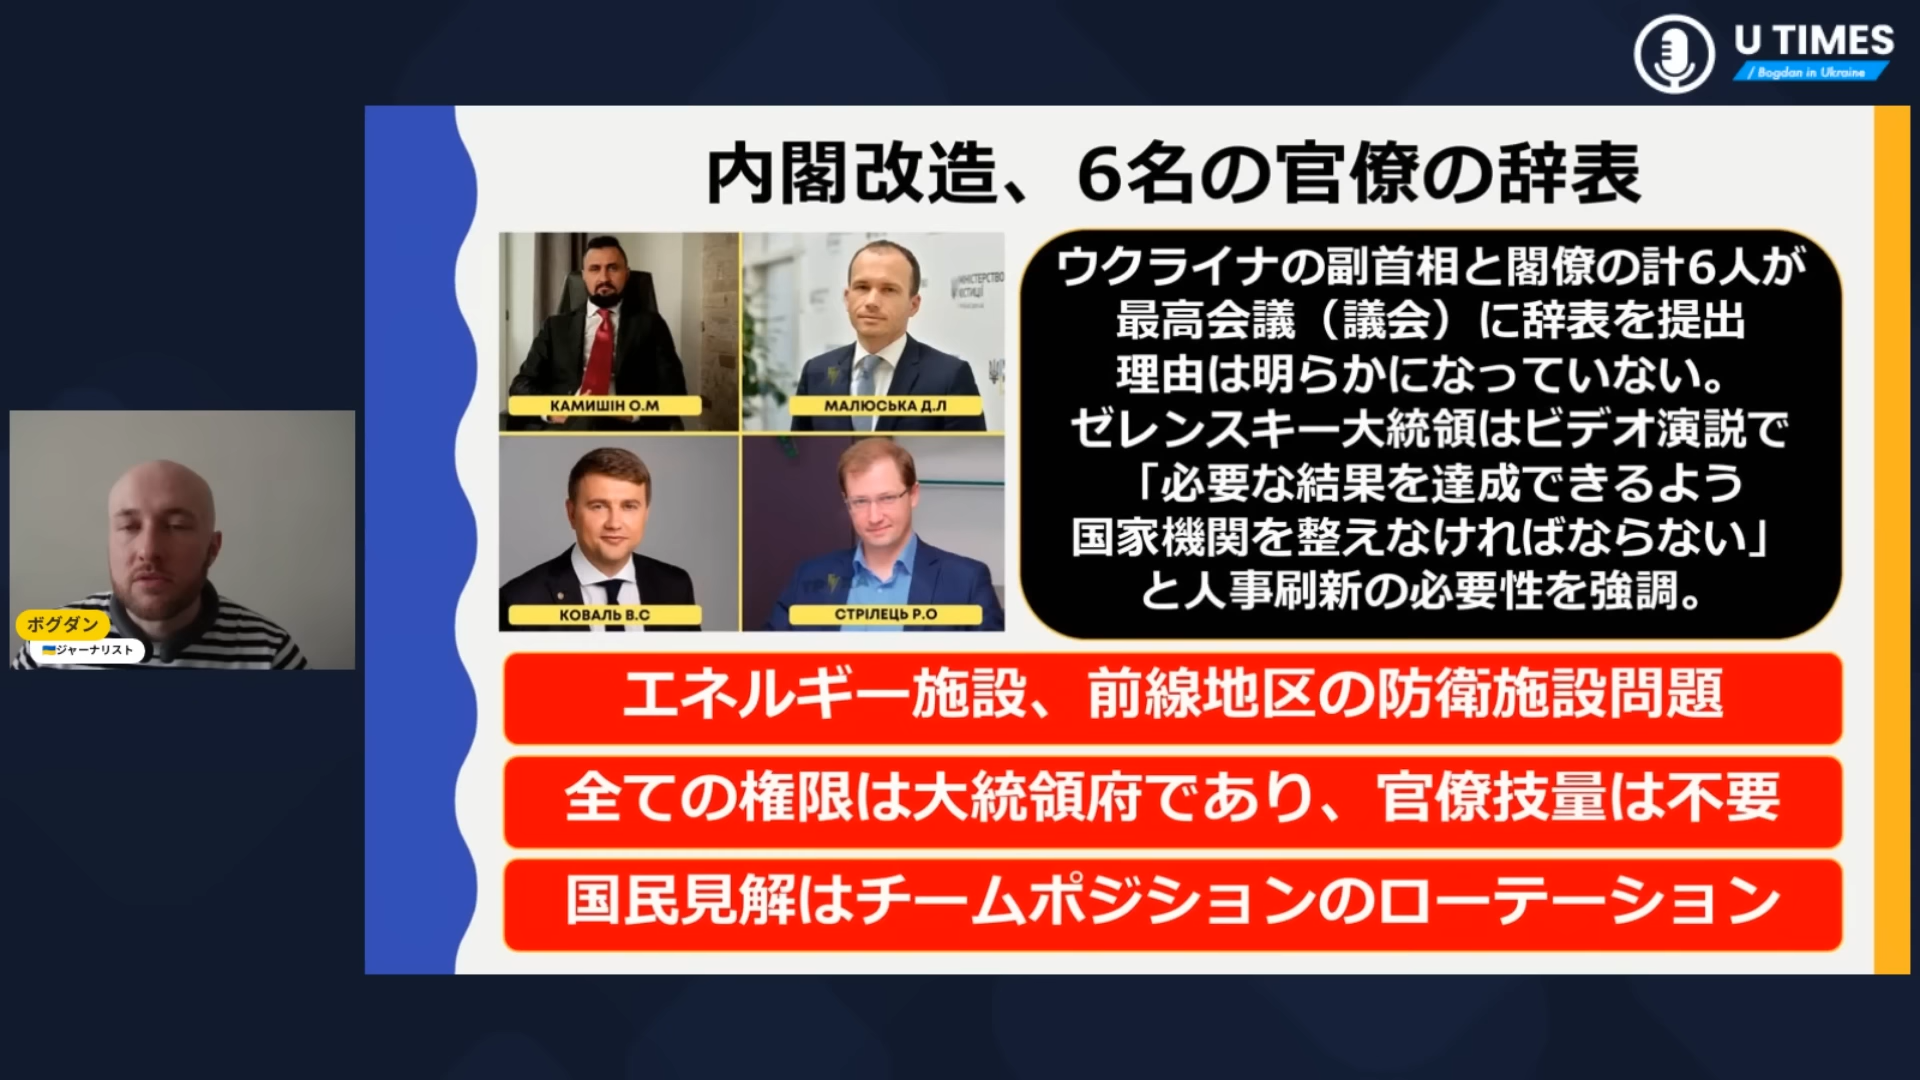 U TIMES
/ Bogdan in Ukraine
内閣改造、6名の官僚の辞表
МІНІСТЕРСТВО
ЮСТИЦІЇ
КАМИШІН О.М
МАЛЮСЬКА Д.Л
КОВАЛЬ В.С
СТРІЛЕЦЬ Р.О
ウクライナの副首相と閣僚の計6人が
最高会議（議会）に辞表を提出
理由は明らかになっていない。
ゼレンスキー大統領はビデオ演説で
「必要な結果を達成できるよう
国家機関を整えなければならない」
と人事刷新の必要性を強調。
ボグダン
🇺🇦ジャーナリスト
エネルギー施設、前線地区の防衛施設問題
全ての権限は大統領府であり、官僚技量は不要
国民見解はチームポジションのローテーション